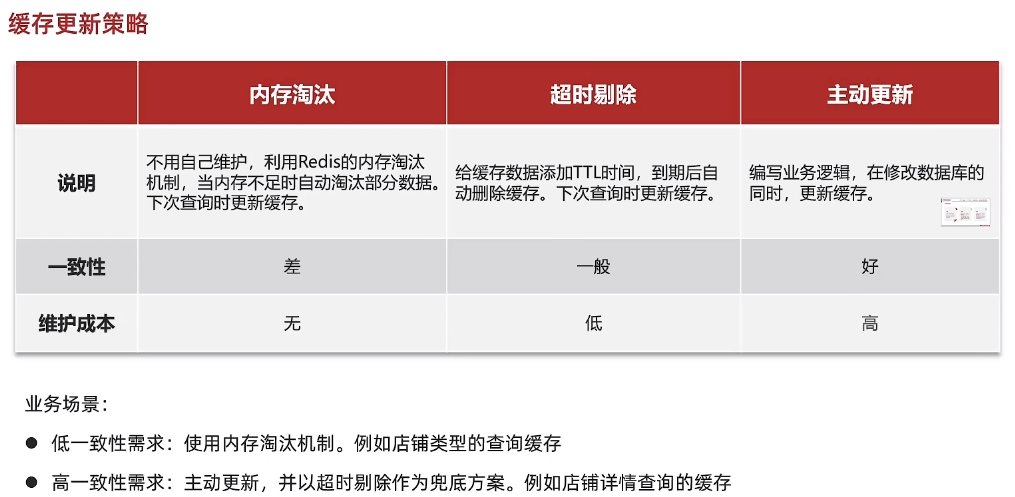 缓存更新策略
内存淘汰 超时剔除 主动更新
说明
不用自己维护，利用Redis的内存淘汰
机制，当内存不足时自动淘汰部分数据。
下次查询时更新缓存。
给缓存数据添加TTL时间，到期后自
动删除缓存。下次查询时更新缓存。
编写业务逻辑，在修改数据库的
同时，更新缓存。
一致性 差 一般 好
维护成本 无 低 高
业务场景：
● 低一致性需求：使用内存淘汰机制。例如店铺类型的查询缓存
● 高一致性需求：主动更新，并以超时剔除作为兜底方案。例如店铺详情查询的缓存